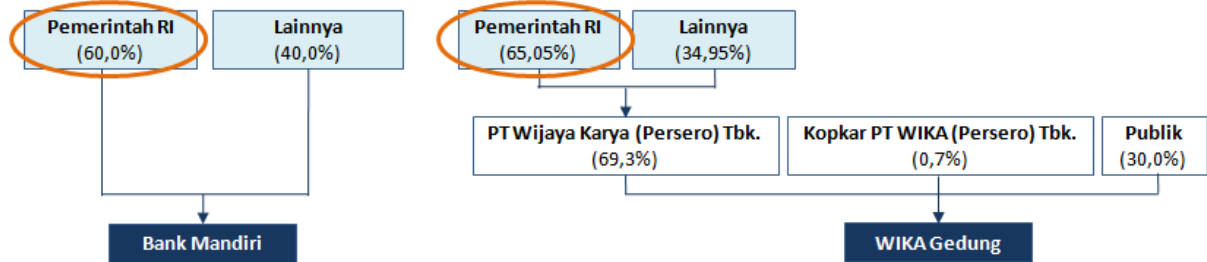 Pemerintah RI
(60,0%)
Lainnya
(40,0%)
Pemerintah RI
(65,05%)
Lainnya
(34,95%)
PT Wijaya Karya (Persero) Tbk.
(69,3%)
Kopkar PT WIKA (Persero) Tbk.
(0,7%)
Publik
(30,0%)
Bank Mandiri
WIKA Gedung